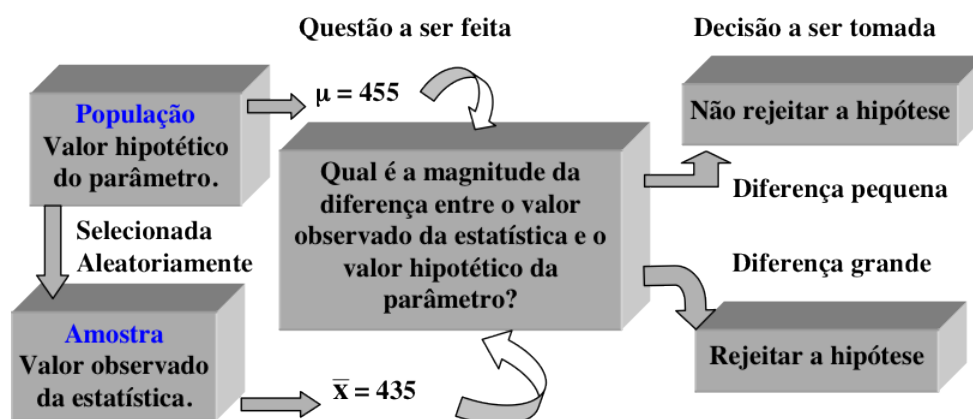 Questão a ser feita
Decisão a ser tomada
População
Valor hipotético
do parâmetro.
μ = 455
Não rejeitar a hipótese
Qual é a magnitude da
diferença entre o valor
observado da estatística e o
valor hipotético da
parâmetro?
Diferença pequena
Selecionada
Aleatoriamente
Diferença grande
Amostra
Valor observado
da estatística.
x̅ = 435
Rejeitar a hipótese